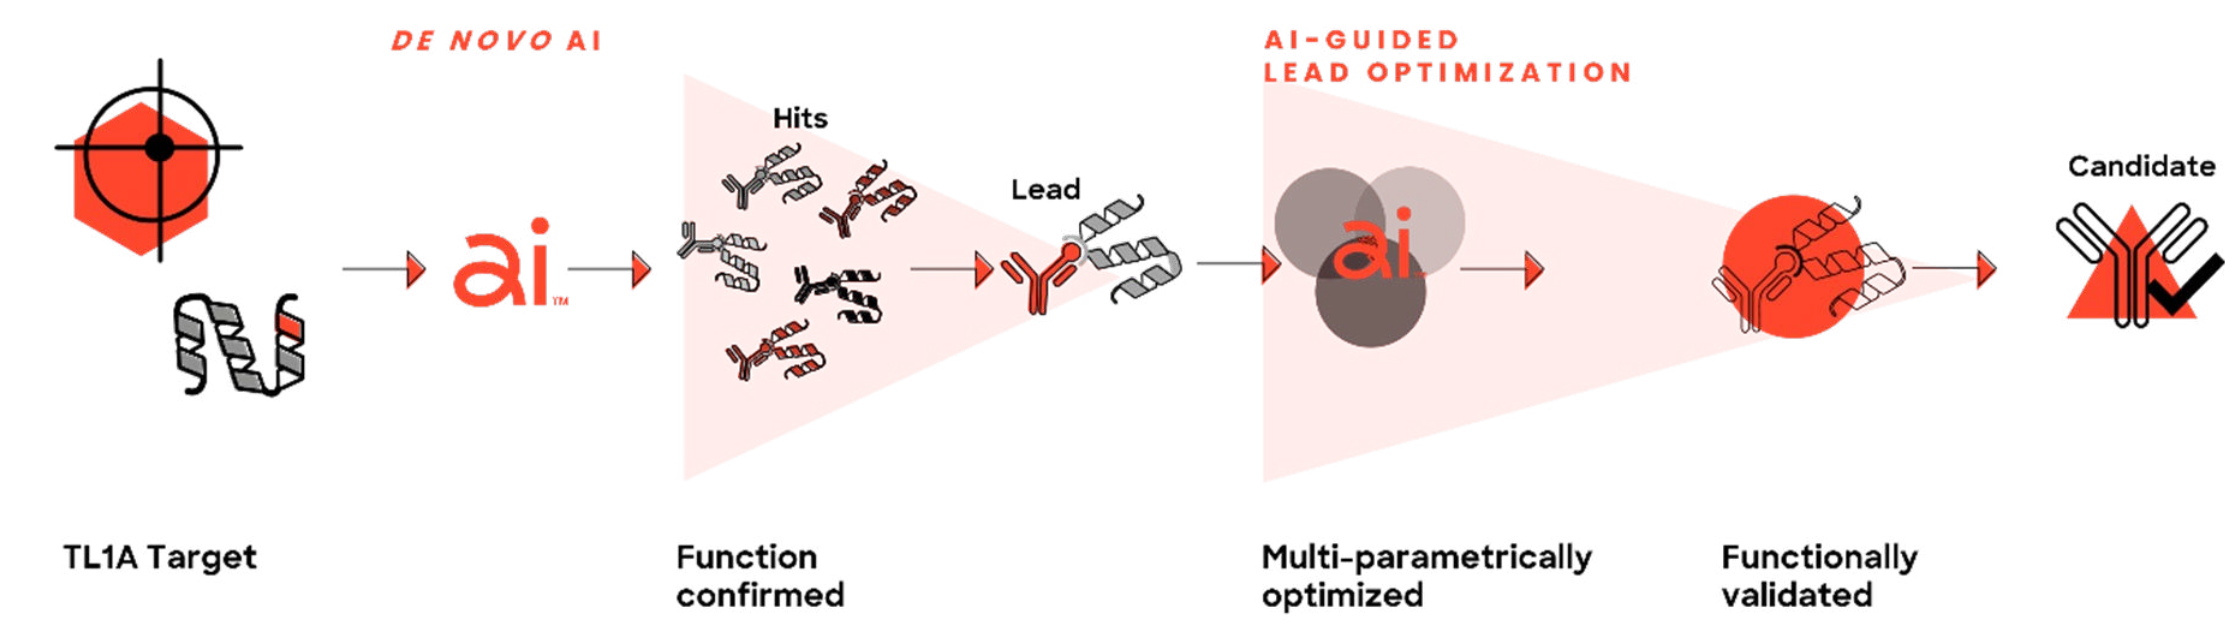 DE NOVO AI
AI-GUIDED
LEAD OPTIMIZATION
Hits
Lead
Candidate
ai™
ai
TL1A Target
Function
confirmed
Multi-parametrically
optimized
Functionally
validated